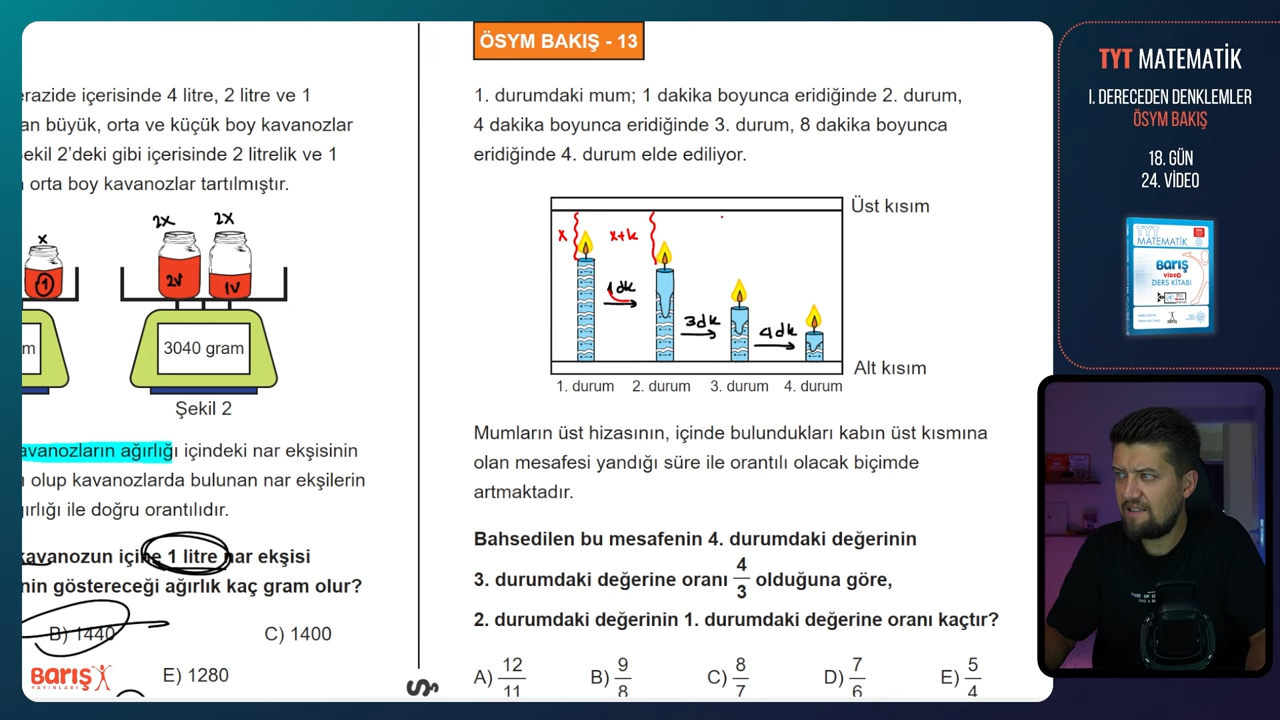 erazide içerisinde 4 litre, 2 litre ve 1
an büyük, orta ve küçük boy kavanozlar
ekil 2’deki gibi içerisinde 2 litrelik ve 1
orta boy kavanozlar tartılmıştır.
x
2x
2x
1
2V
1V
m
3040 gram
Şekil 2
avanozların ağırlığı içindeki nar ekşisinin
olup kavanozlarda bulunan nar ekşilerin
ğırlığı ile doğru orantılıdır.
kavanozun içine 1 litre nar ekşisi
nin göstereceği ağırlık kaç gram olur?
B) 1440
C) 1400
E) 1280
BARIŞ
YAYINLARI
ÖSYM BAKIŞ - 13
1. durumdaki mum; 1 dakika boyunca eridiğinde 2. durum,
4 dakika boyunca eridiğinde 3. durum, 8 dakika boyunca
eridiğinde 4. durum elde ediliyor.
Üst kısım
x
x+k
1dk
3dk
4dk
Alt kısım
1. durum 2. durum 3. durum 4. durum
Mumların üst hizasının, içinde bulundukları kabın üst kısmına
olan mesafesi yandığı süre ile orantılı olacak biçimde
artmaktadır.
Bahsedilen bu mesafenin 4. durumdaki değerinin
3. durumdaki değerine oranı 4/3 olduğuna göre,
2. durumdaki değerinin 1. durumdaki değerine oranı kaçtır?
A) 12/11 B) 9/8 C) 8/7 D) 7/6 E) 5/4
TYT MATEMATİK
I. DERECEDEN DENKLEMLER
ÖSYM BAKIŞ
18. GÜN
24. VİDEO
TYT
MATEMATİK
BARIŞ
VİDEO
DERS KİTABI